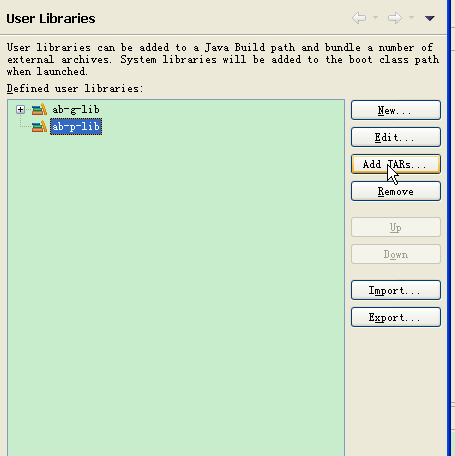 User Libraries
User libraries can be added to a Java Build path and bundle a number of
external archives. System libraries will be added to the boot class path
when launched.
Defined user libraries:
ab-g-lib
ab-p-lib
New...
Edit...
Add JARs...
Remove
Up
Down
Import...
Export...